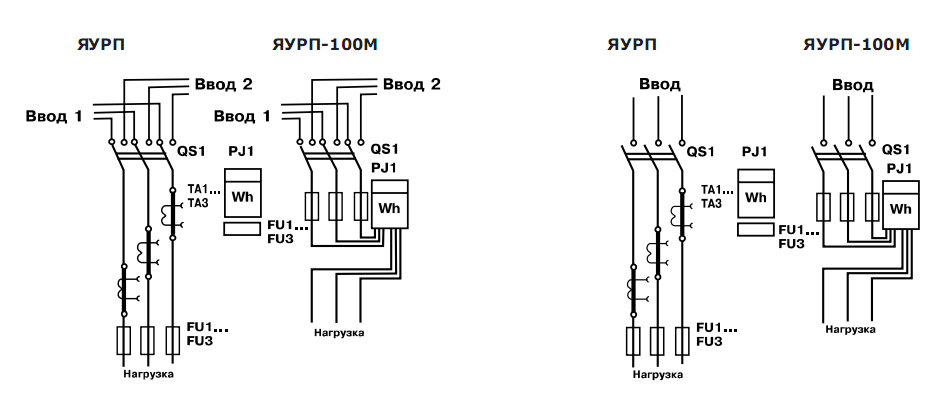 ЯУРП
ЯУРП-100М
Ввод 2
Ввод 1
QS1
PJ1
TA1...
TA3
Wh
FU1...
FU3
Нагрузка
Ввод 2
Ввод 1
QS1
PJ1
Wh
FU1...
FU3
Нагрузка
ЯУРП
ЯУРП-100М
Ввод
QS1
PJ1
TA1...
TA3
Wh
FU1...
FU3
Нагрузка
Ввод
QS1
PJ1
Wh
FU1...
FU3
Нагрузка